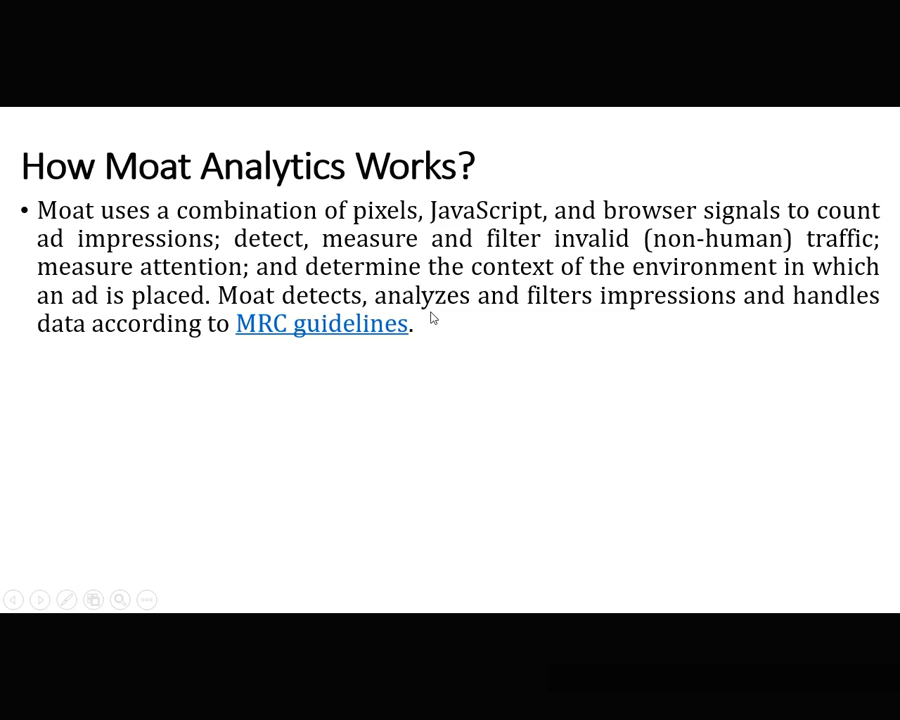 How Moat Analytics Works?
• Moat uses a combination of pixels, JavaScript, and browser signals to count
ad impressions; detect, measure and filter invalid (non-human) traffic;
measure attention; and determine the context of the environment in which
an ad is placed. Moat detects, analyzes and filters impressions and handles
data according to MRC guidelines.